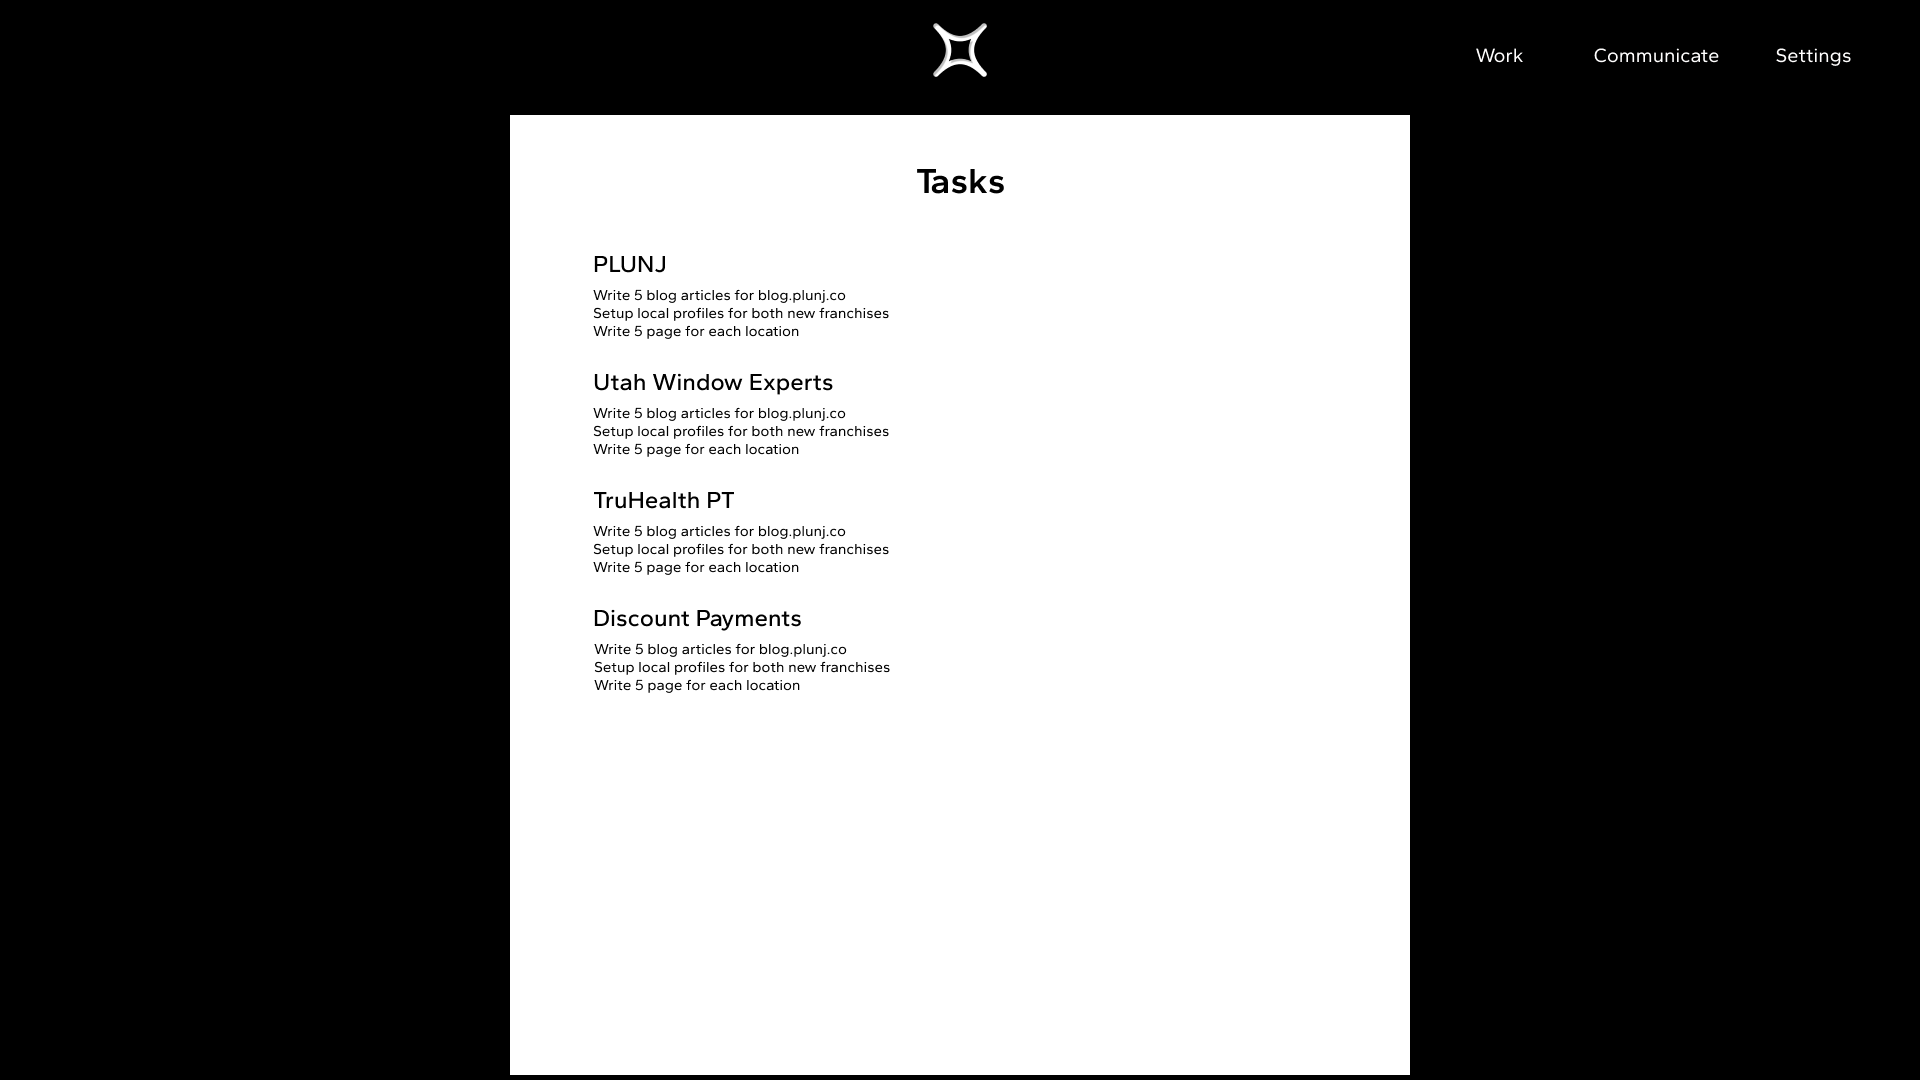 Work Communicate Settings
Tasks
PLUNJ
Write 5 blog articles for blog.plunj.co
Setup local profiles for both new franchises
Write 5 page for each location
Utah Window Experts
Write 5 blog articles for blog.plunj.co
Setup local profiles for both new franchises
Write 5 page for each location
TruHealth PT
Write 5 blog articles for blog.plunj.co
Setup local profiles for both new franchises
Write 5 page for each location
Discount Payments
Write 5 blog articles for blog.plunj.co
Setup local profiles for both new franchises
Write 5 page for each location